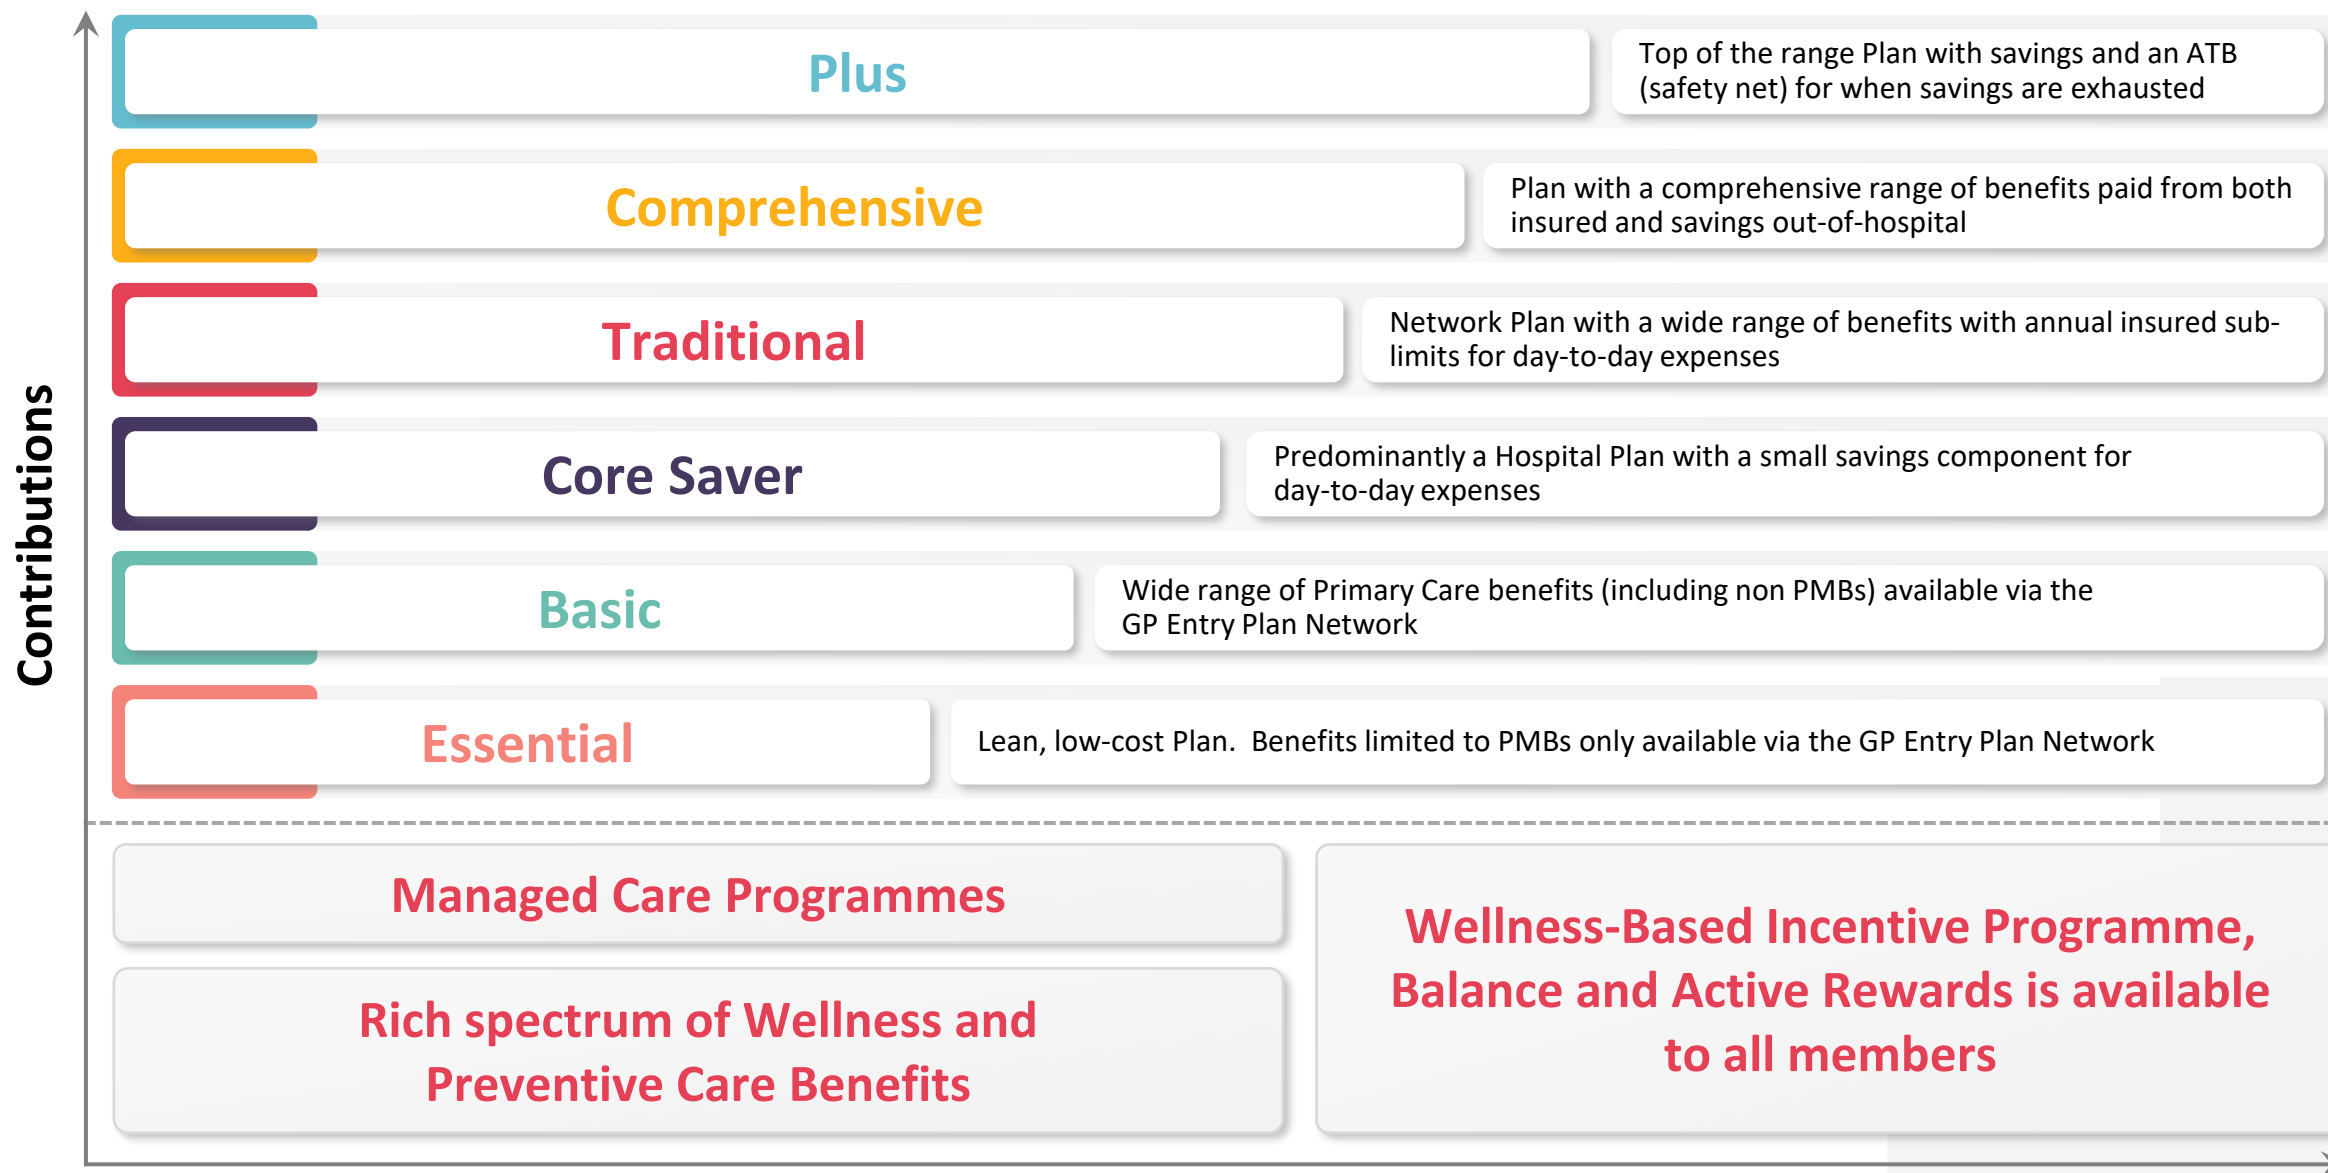 Contributions
Plus
Top of the range Plan with savings and an ATB
(safety net) for when savings are exhausted
Comprehensive
Plan with a comprehensive range of benefits paid from both
insured and savings out-of-hospital
Traditional
Network Plan with a wide range of benefits with annual insured sub-
limits for day-to-day expenses
Core Saver
Predominantly a Hospital Plan with a small savings component for
day-to-day expenses
Basic
Wide range of Primary Care benefits (including non PMBs) available via the
GP Entry Plan Network
Essential
Lean, low-cost Plan.  Benefits limited to PMBs only available via the GP Entry Plan Network
Managed Care Programmes
Rich spectrum of Wellness and
Preventive Care Benefits
Wellness-Based Incentive Programme,
Balance and Active Rewards is available
to all members